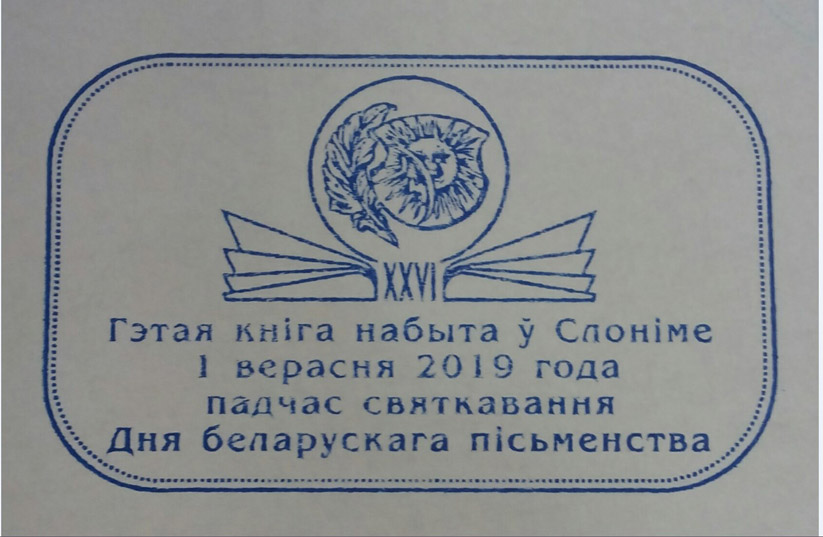 XXVI
Гэтая кніга набыта ў Слоніме
1 верасня 2019 года
падчас святкавання
Дня беларускага пісьменства